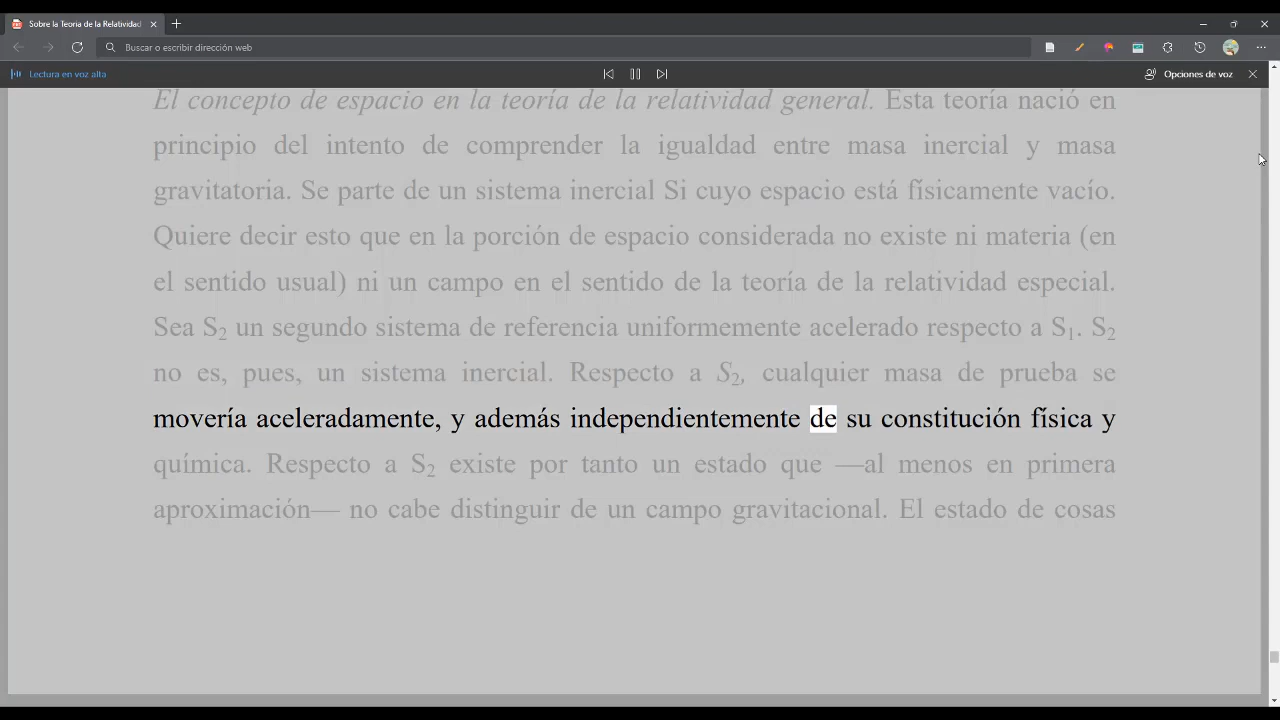 Sobre la Teoria de la Relatividad
Buscar o escribir dirección web
Lectura en voz alta
Opciones de voz
El concepto de espacio en la teoría de la relatividad general. Esta teoría nació en
principio del intento de comprender la igualdad entre masa inercial y masa
gravitatoría. Se parte de un sistema inercial Si cuyo espacio está físicamente vacío.
Quiere decir esto que en la porción de espacio considerada no existe ni materia (en
el sentido usual) ni un campo en el sentido de la teoría de la relatividad especial.
Sea S₂ un segundo sistema de referencia uniformemente acelerado respecto a S₁. S₂
no es, pues, un sistema inercial. Respecto a S₂, cualquier masa de prueba se
movería aceleradamente, y además independientemente de su constitución física y
química. Respecto a S₂ existe por tanto un estado que —al menos en primera
aproximación— no cabe distinguir de un campo gravitacional. El estado de cosas